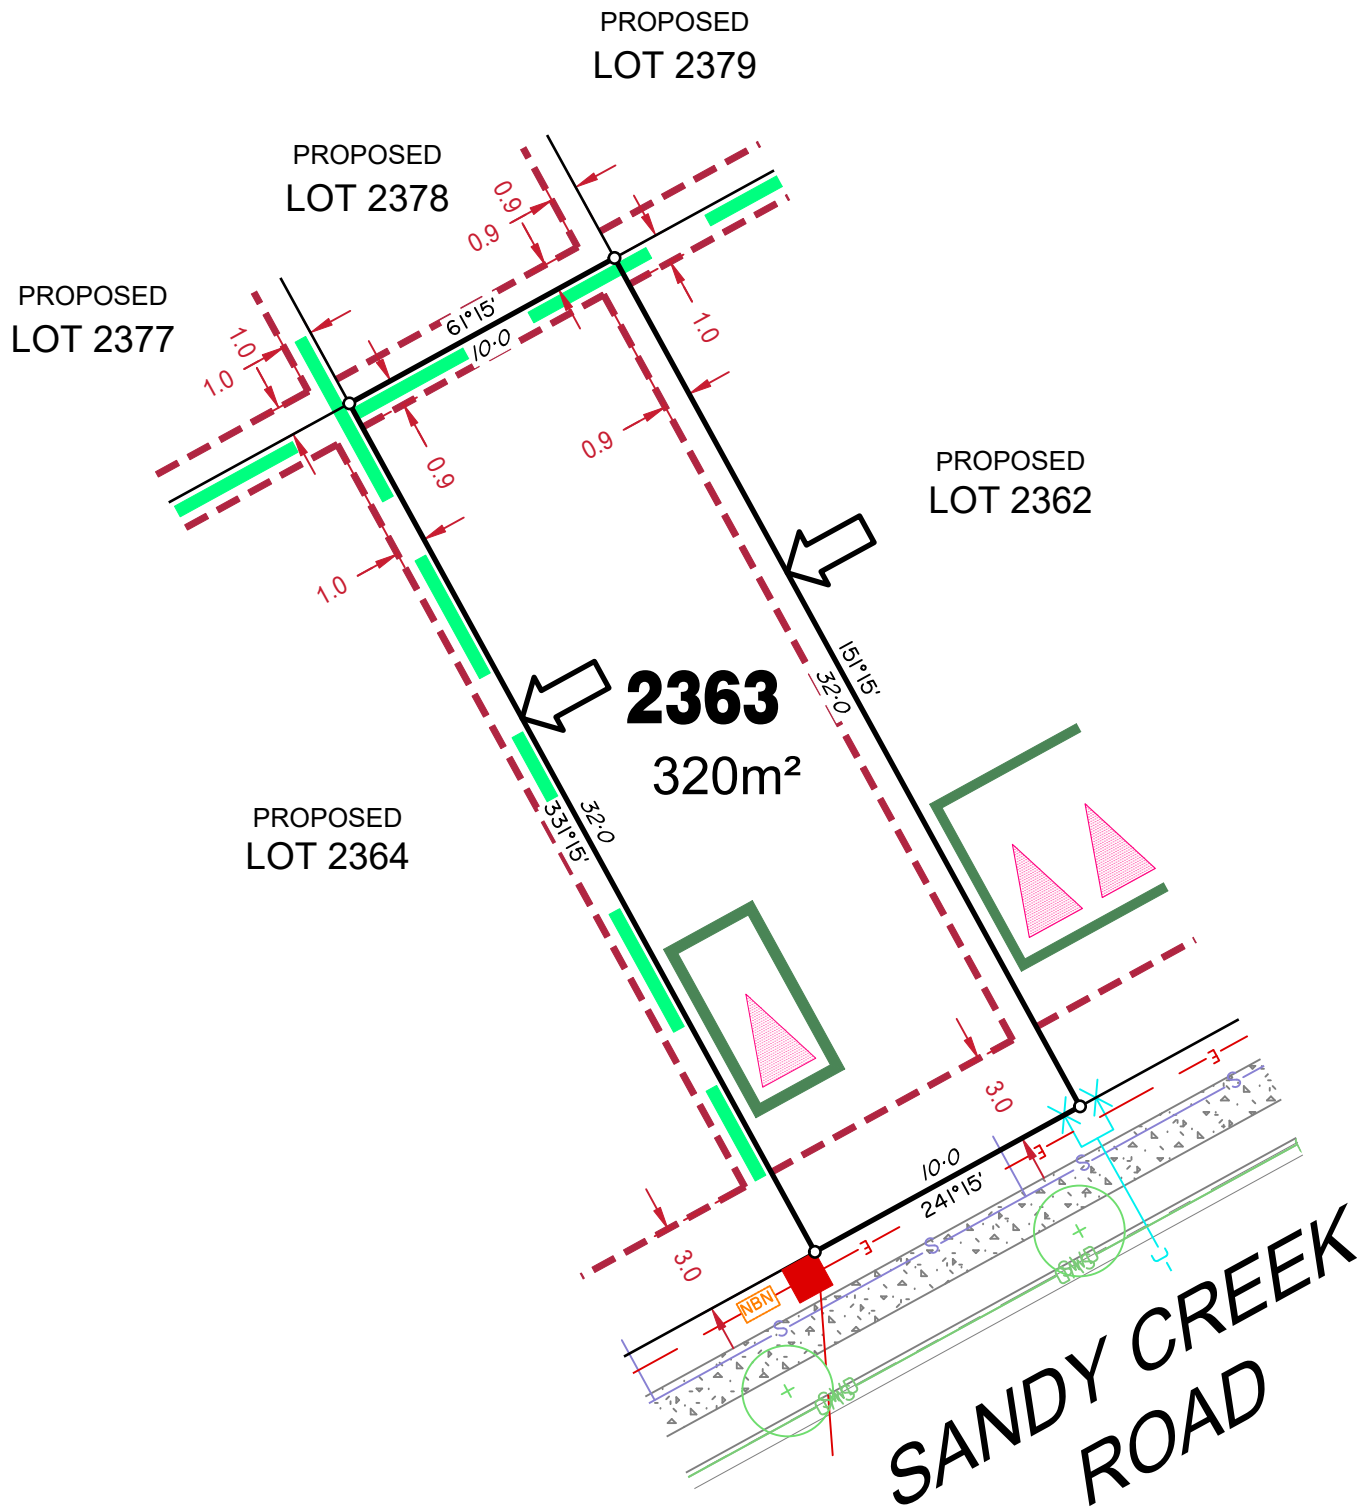 PROPOSED
LOT 2379
PROPOSED
LOT 2378
0.9
0.9
PROPOSED
LOT 2377
1.0
1.0
61°15'
10·0
1.0
0.9
0.9
1.0
PROPOSED
LOT 2362
151°15'
32·0
2363
320m²
32·0
331°15'
PROPOSED
LOT 2364
3.0
3.0
10·0
241°15'
E
E
E
S
S
S
S
NBN
SANDY CREEK
ROAD